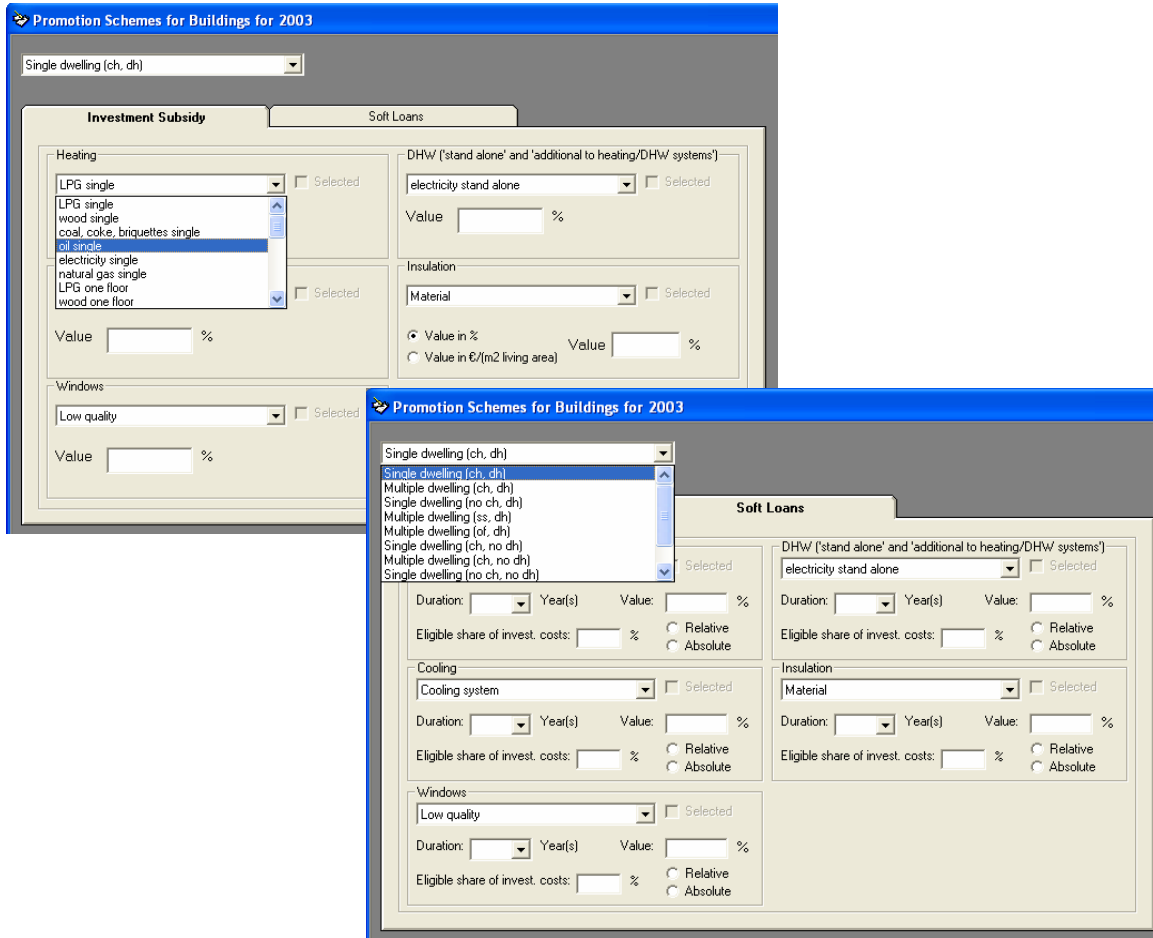 Promotion Schemes for Buildings for 2003
Single dwelling (ch, dh)
Investment Subsidy
Soft Loans
Heating
LPG single
Selected
LPG single
wood single
coal, coke, briquettes single
oil single
electricity single
natural gas single
LPG one floor
wood one floor
DHW ('stand alone' and 'additional to heating/DHW systems')
electricity stand alone
Selected
Value %
Selected
Value %
Insulation
Material
Selected
Value in %
Value in €/(m2 living area)
Value %
Windows
Low quality
Selected
Value %
Promotion Schemes for Buildings for 2003
Single dwelling (ch, dh)
Single dwelling (ch, dh)
Multiple dwelling (ch, dh)
Single dwelling (no ch, dh)
Multiple dwelling (ss, dh)
Multiple dwelling (of, dh)
Single dwelling (ch, no dh)
Multiple dwelling (ch, no dh)
Single dwelling (no ch, no dh)
Soft Loans
Selected
Duration: Year(s) Value: %
Eligible share of invest. costs: %
Relative
Absolute
DHW ('stand alone' and 'additional to heating/DHW systems')
electricity stand alone
Selected
Duration: Year(s) Value: %
Eligible share of invest. costs: %
Relative
Absolute
Cooling
Cooling system
Selected
Duration: Year(s) Value: %
Eligible share of invest. costs: %
Relative
Absolute
Insulation
Material
Selected
Duration: Year(s) Value: %
Eligible share of invest. costs: %
Relative
Absolute
Windows
Low quality
Selected
Duration: Year(s) Value: %
Eligible share of invest. costs: %
Relative
Absolute